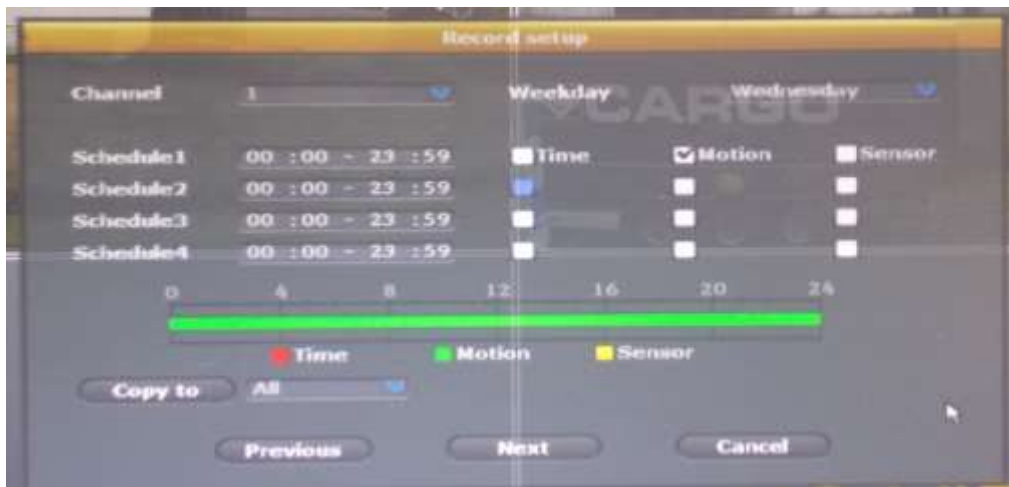 Record setup
Channel 1 Weekday Wednesday
CARGO
Schedule1 00 :00 - 23 :59 Time Motion Sensor
Schedule2 00 :00 - 23 :59
Schedule3 00 :00 - 23 :59
Schedule4 00 :00 - 23 :59
0 4 8 12 16 20 24
Time Motion Sensor
Copy to All
Previous Next Cancel